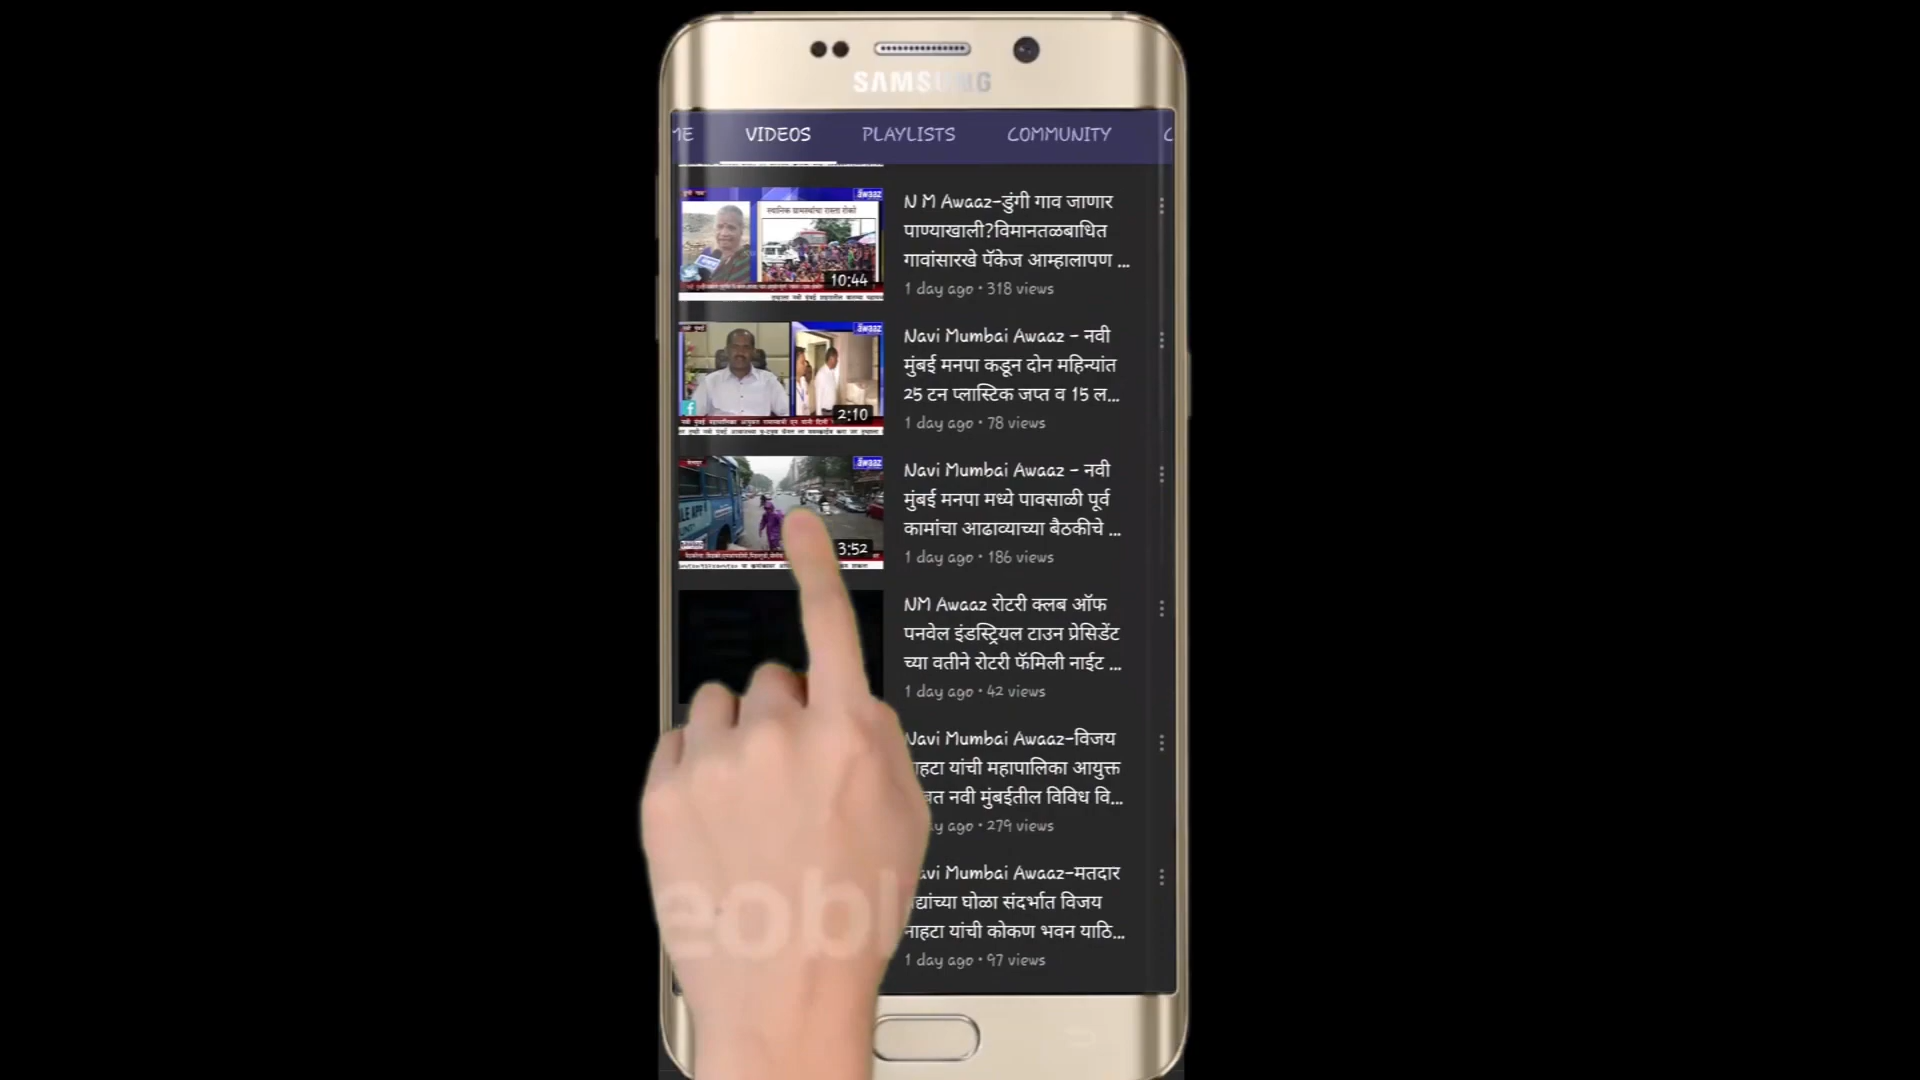 SAMSUNG
VIDEOS PLAYLISTS COMMUNITY
N M Awaaz-डुंगी गाव जाणार
पाण्याखाली?विमानतळबाधित
गावांसारखे पॅकेज आम्हालापण ...
1 day ago • 318 views
स्थानिक ग्रामस्थांचा रास्ता रोको
10:44
Navi Mumbai Awaaz - नवी
मुंबई मनपा कडून दोन महिन्यांत
25 टन प्लास्टिक जप्त व 15 ल...
1 day ago • 78 views
2:10
Navi Mumbai Awaaz - नवी
मुंबई मनपा मध्ये पावसाळी पूर्व
कामांचा आढाव्याच्या बैठकीचे ...
1 day ago • 186 views
3:52
NM Awaaz रोटरी क्लब ऑफ
पनवेल इंडस्ट्रियल टाउन प्रेसिडेंट
च्या वतीने रोटरी फॅमिली नाईट ...
1 day ago • 42 views
Navi Mumbai Awaaz-विजय
यांची महापालिका आयुक्त
नवी मुंबईतील विविध वि...
ago • 279 views
Mumbai Awaaz-मतदार
घोळा संदर्भात विजय
नाहटा यांची कोकण भवन याठि...
1 day ago • 97 views